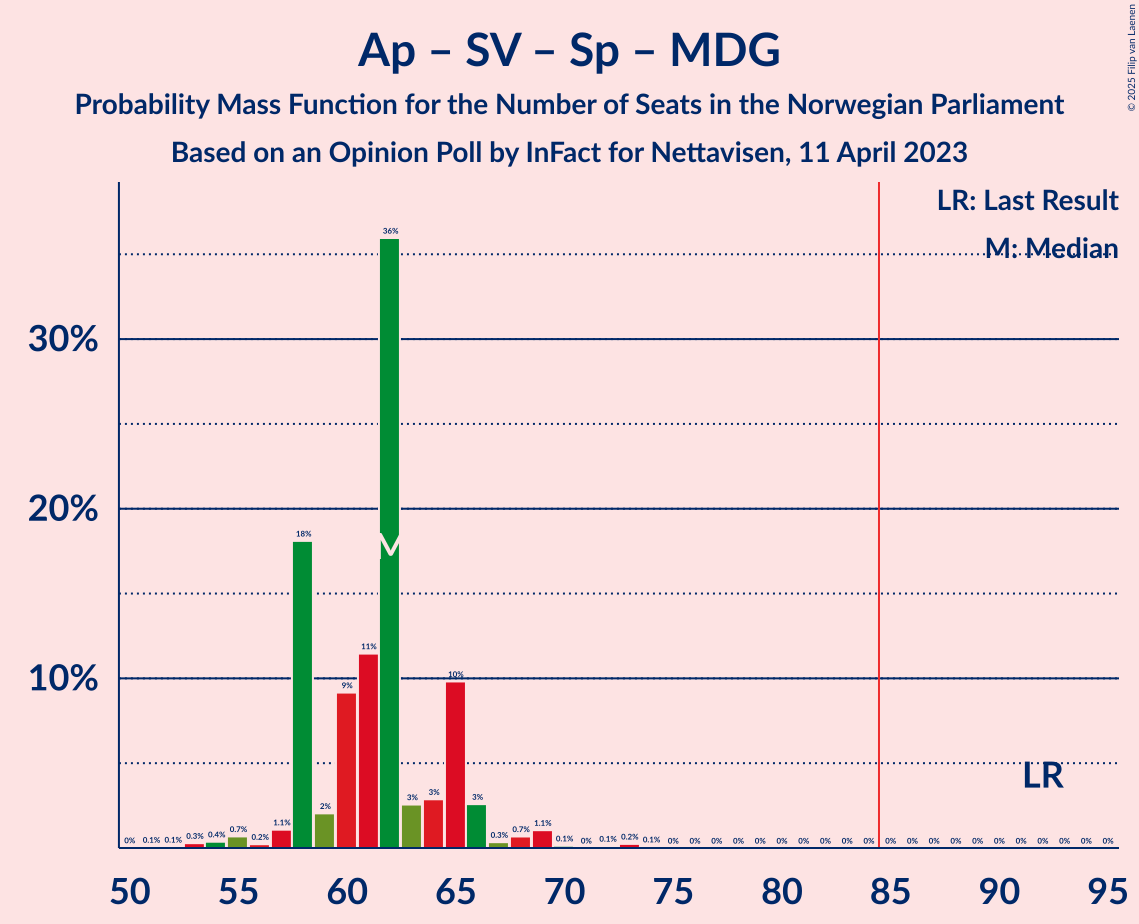 Ap – SV – Sp – MDG
Probability Mass Function for the Number of Seats in the Norwegian Parliament
Based on an Opinion Poll by InFact for Nettavisen, 11 April 2023
© 2025 Filip van Laenen
LR: Last Result
M: Median
30%
20%
10%
0% 0.1% 0.1% 0.3% 0.4% 0.7% 0.2% 1.1% 18% 2% 9% 11% 36% 3% 3% 10% 3% 0.3% 0.7% 1.1% 0.1% 0% 0.1% 0.2% 0.1% 0% 0% 0% 0% 0% 0% 0% 0% 0% 0% 0% 0% 0% 0% 0% 0% 0% 0% 0% 0% 0%
M
LR
50 55 60 65 70 75 80 85 90 95